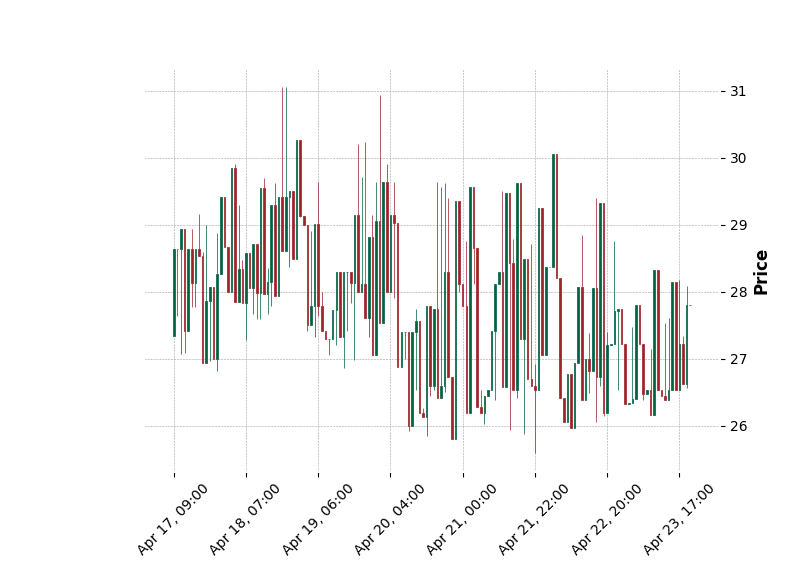 31
30
29
28
27
26
Price
Apr 17, 09:00
Apr 18, 07:00
Apr 19, 06:00
Apr 20, 04:00
Apr 21, 00:00
Apr 21, 22:00
Apr 22, 20:00
Apr 23, 17:00